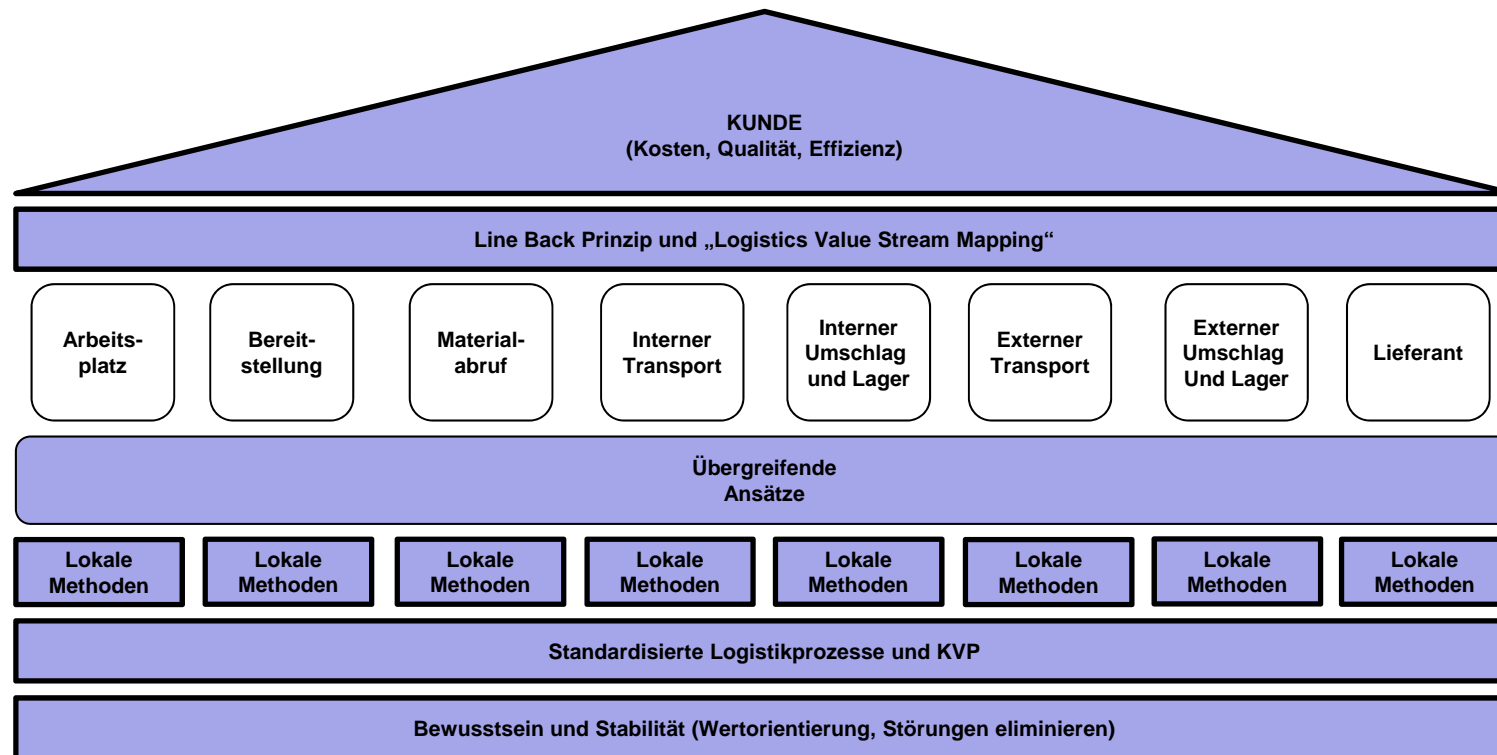 KUNDE
(Kosten, Qualität, Effizienz)
Line Back Prinzip und „Logistics Value Stream Mapping“
Arbeits-
platz
Bereit-
stellung
Material-
abruf
Interner
Transport
Interner
Umschlag
und Lager
Externer
Transport
Externer
Umschlag
Und Lager
Lieferant
Übergreifende
Ansätze
Lokale
Methoden
Lokale
Methoden
Lokale
Methoden
Lokale
Methoden
Lokale
Methoden
Lokale
Methoden
Lokale
Methoden
Lokale
Methoden
Standardisierte Logistikprozesse und KVP
Bewusstsein und Stabilität (Wertorientierung, Störungen eliminieren)